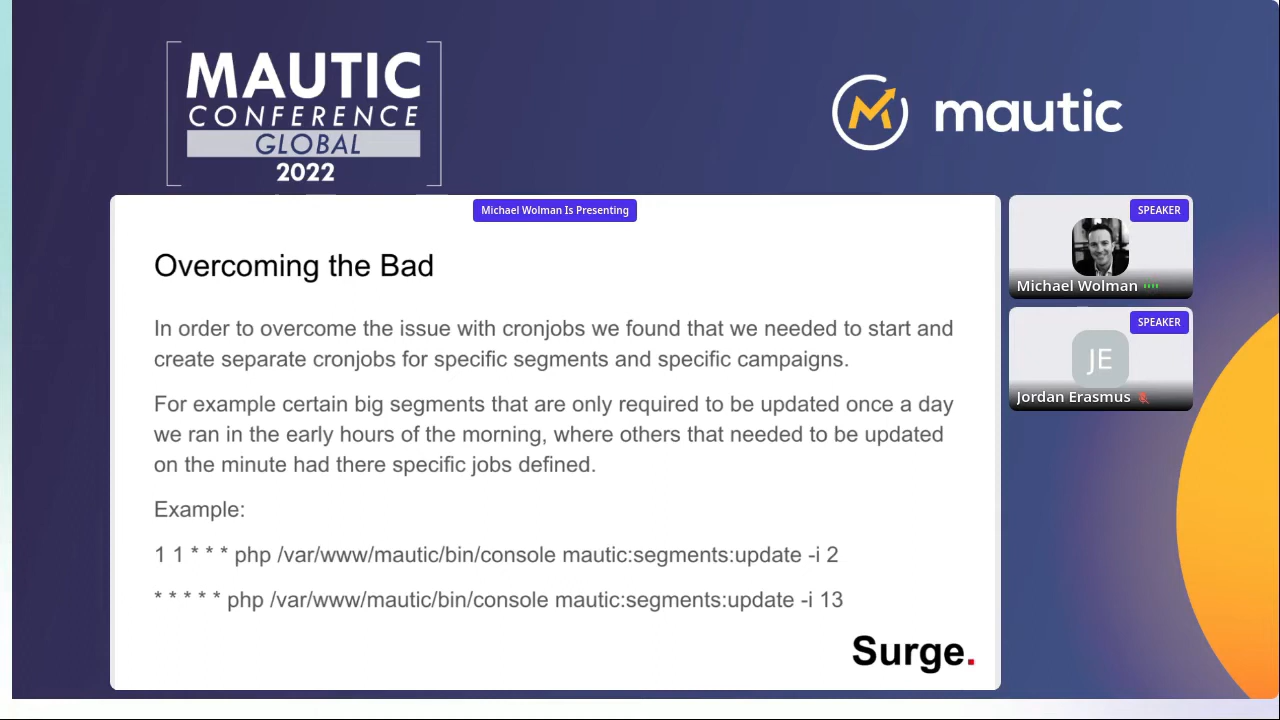 MAUTIC
CONFERENCE
GLOBAL
2022
mautic
Michael Wolman Is Presenting
Overcoming the Bad
In order to overcome the issue with cronjobs we found that we needed to start and
create separate cronjobs for specific segments and specific campaigns.
For example certain big segments that are only required to be updated once a day
we ran in the early hours of the morning, where others that needed to be updated
on the minute had there specific jobs defined.
Example:
1 1 * * * php /var/www/mautic/bin/console mautic:segments:update -i 2
* * * * * php /var/www/mautic/bin/console mautic:segments:update -i 13
Surge.
SPEAKER
Michael Wolman
SPEAKER
JE
Jordan Erasmus